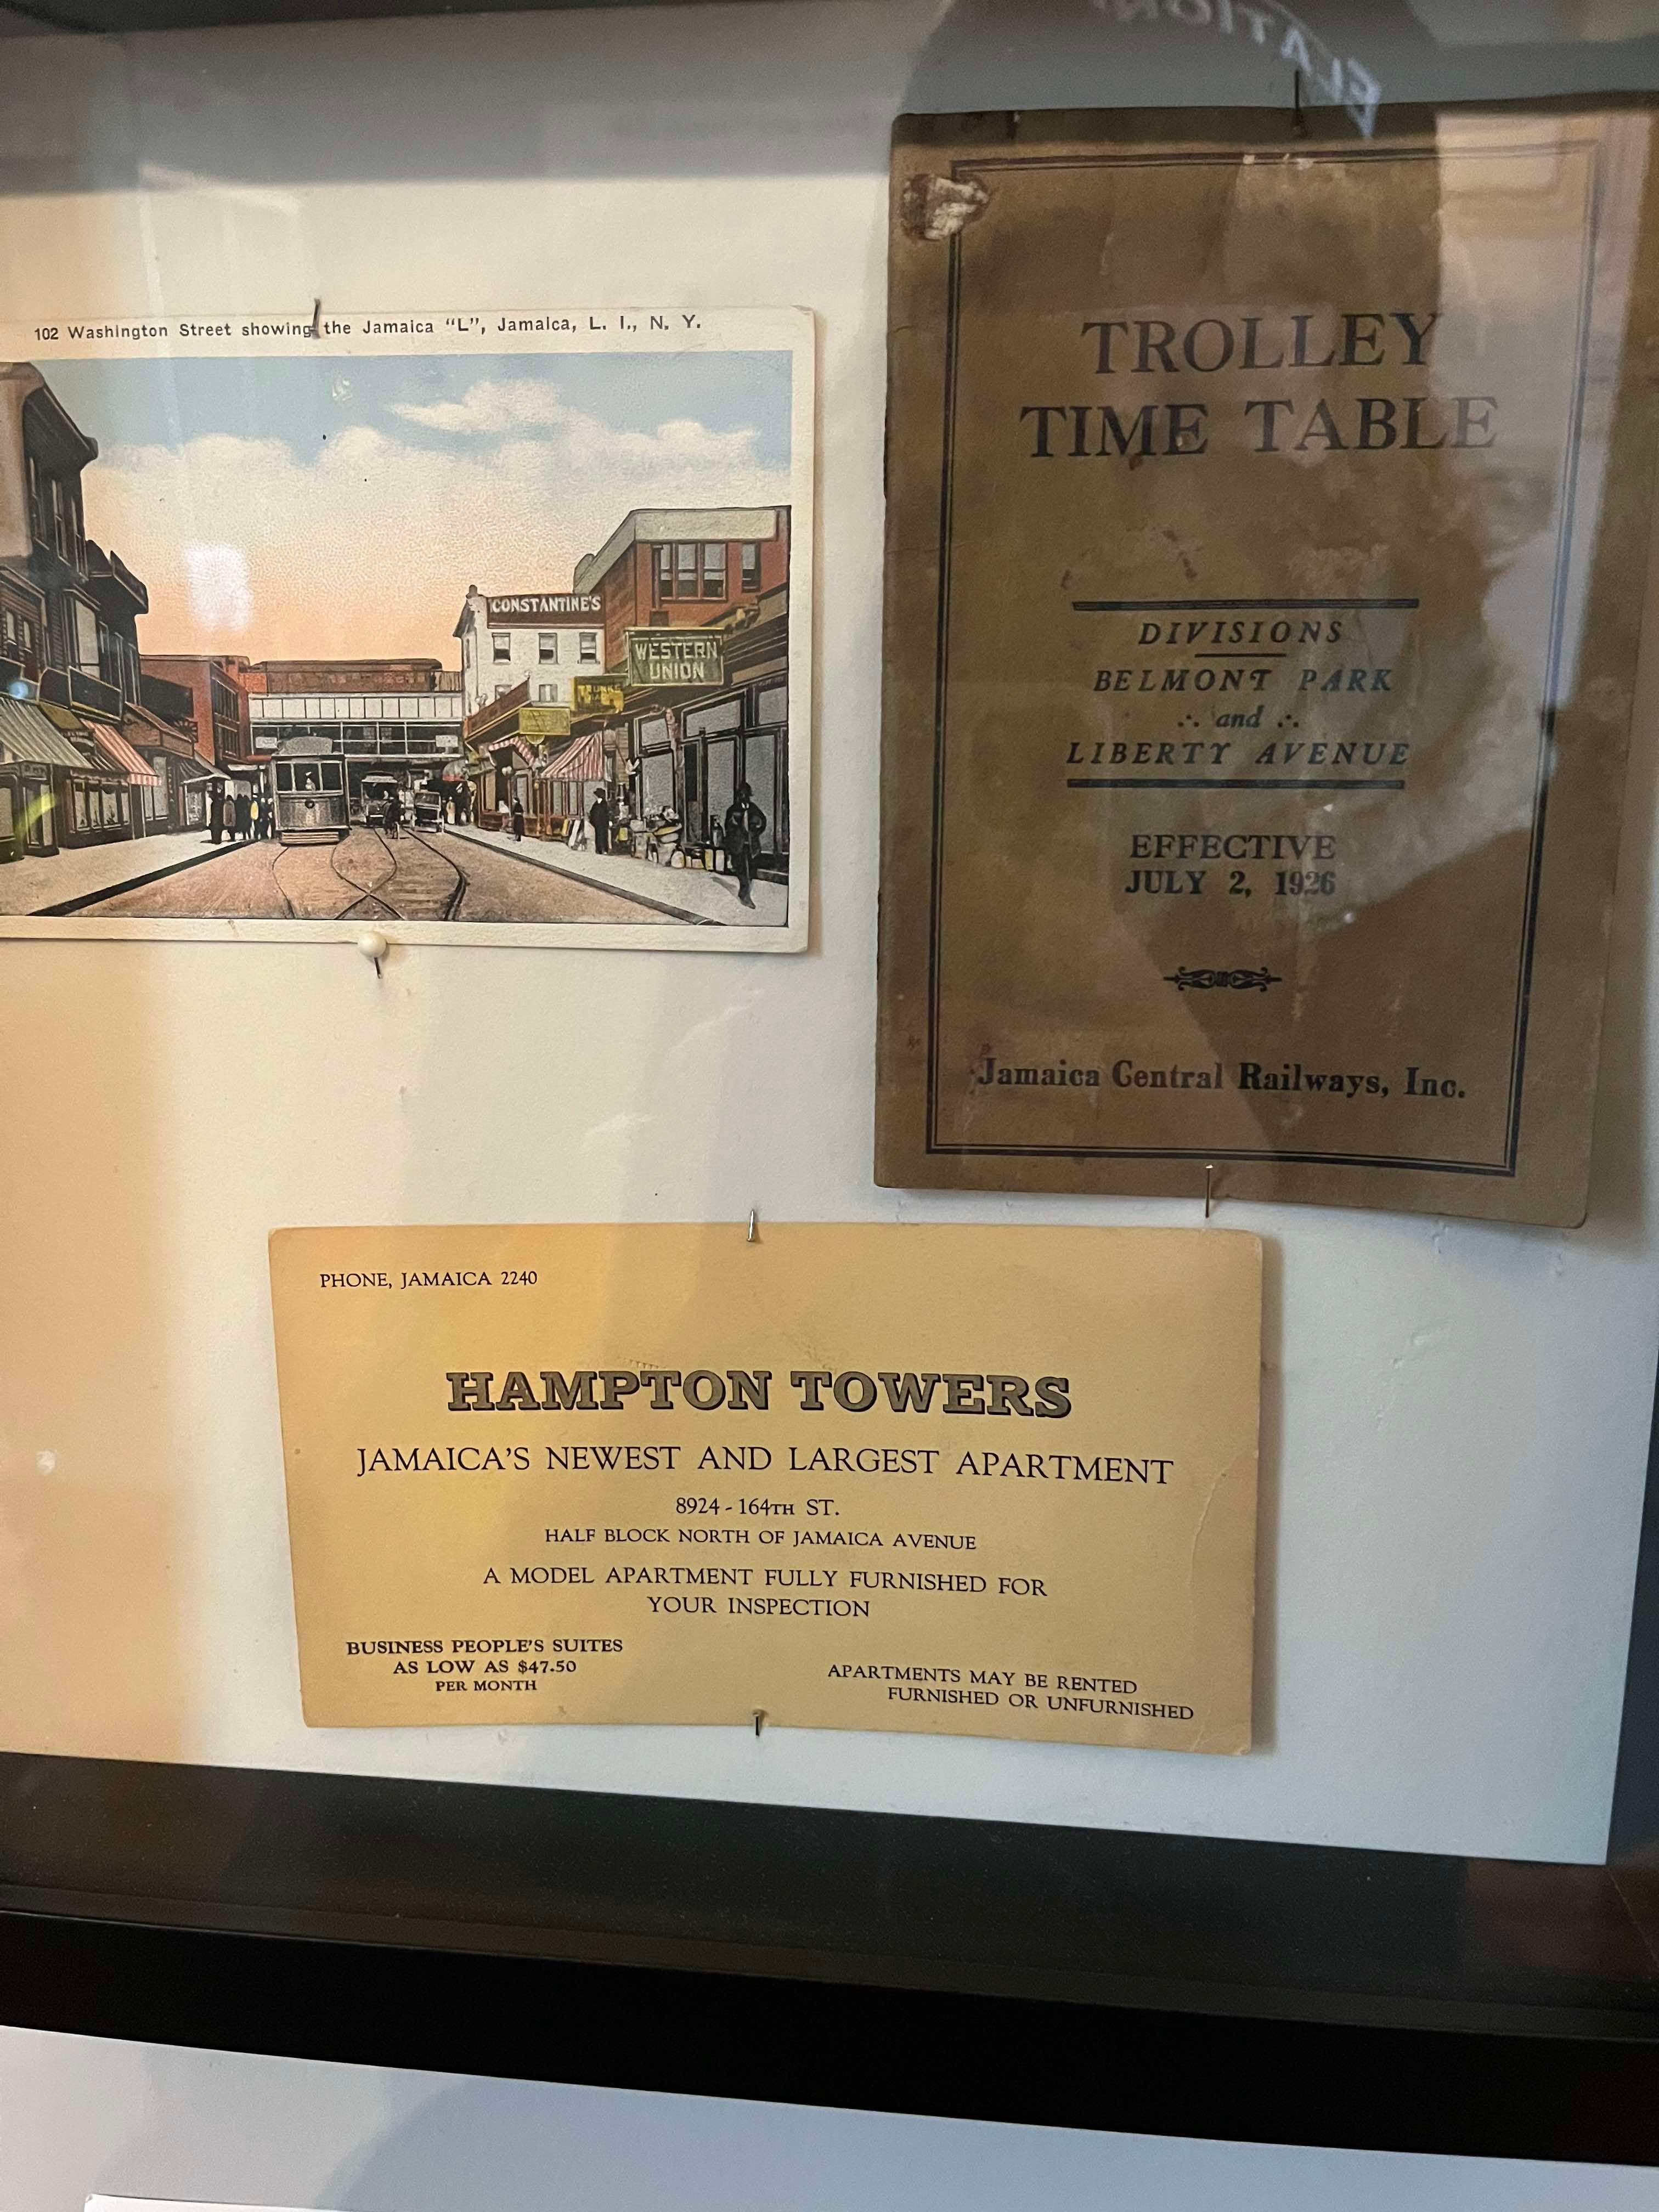 102 Washington Street showing the Jamaica "L", Jamaica, L. I., N. Y.
CONSTANTINE'S
WESTERN
UNION
TRUNKS
TROLLEY
TIME TABLE
DIVISIONS
BELMONT PARK
and
LIBERTY AVENUE
EFFECTIVE
JULY 2, 1926
Jamaica Central Railways, Inc.
PHONE, JAMAICA 2240
HAMPTON TOWERS
JAMAICA'S NEWEST AND LARGEST APARTMENT
8924 - 164TH ST.
HALF BLOCK NORTH OF JAMAICA AVENUE
A MODEL APARTMENT FULLY FURNISHED FOR
YOUR INSPECTION
BUSINESS PEOPLE'S SUITES
AS LOW AS $47.50
PER MONTH
APARTMENTS MAY BE RENTED
FURNISHED OR UNFURNISHED